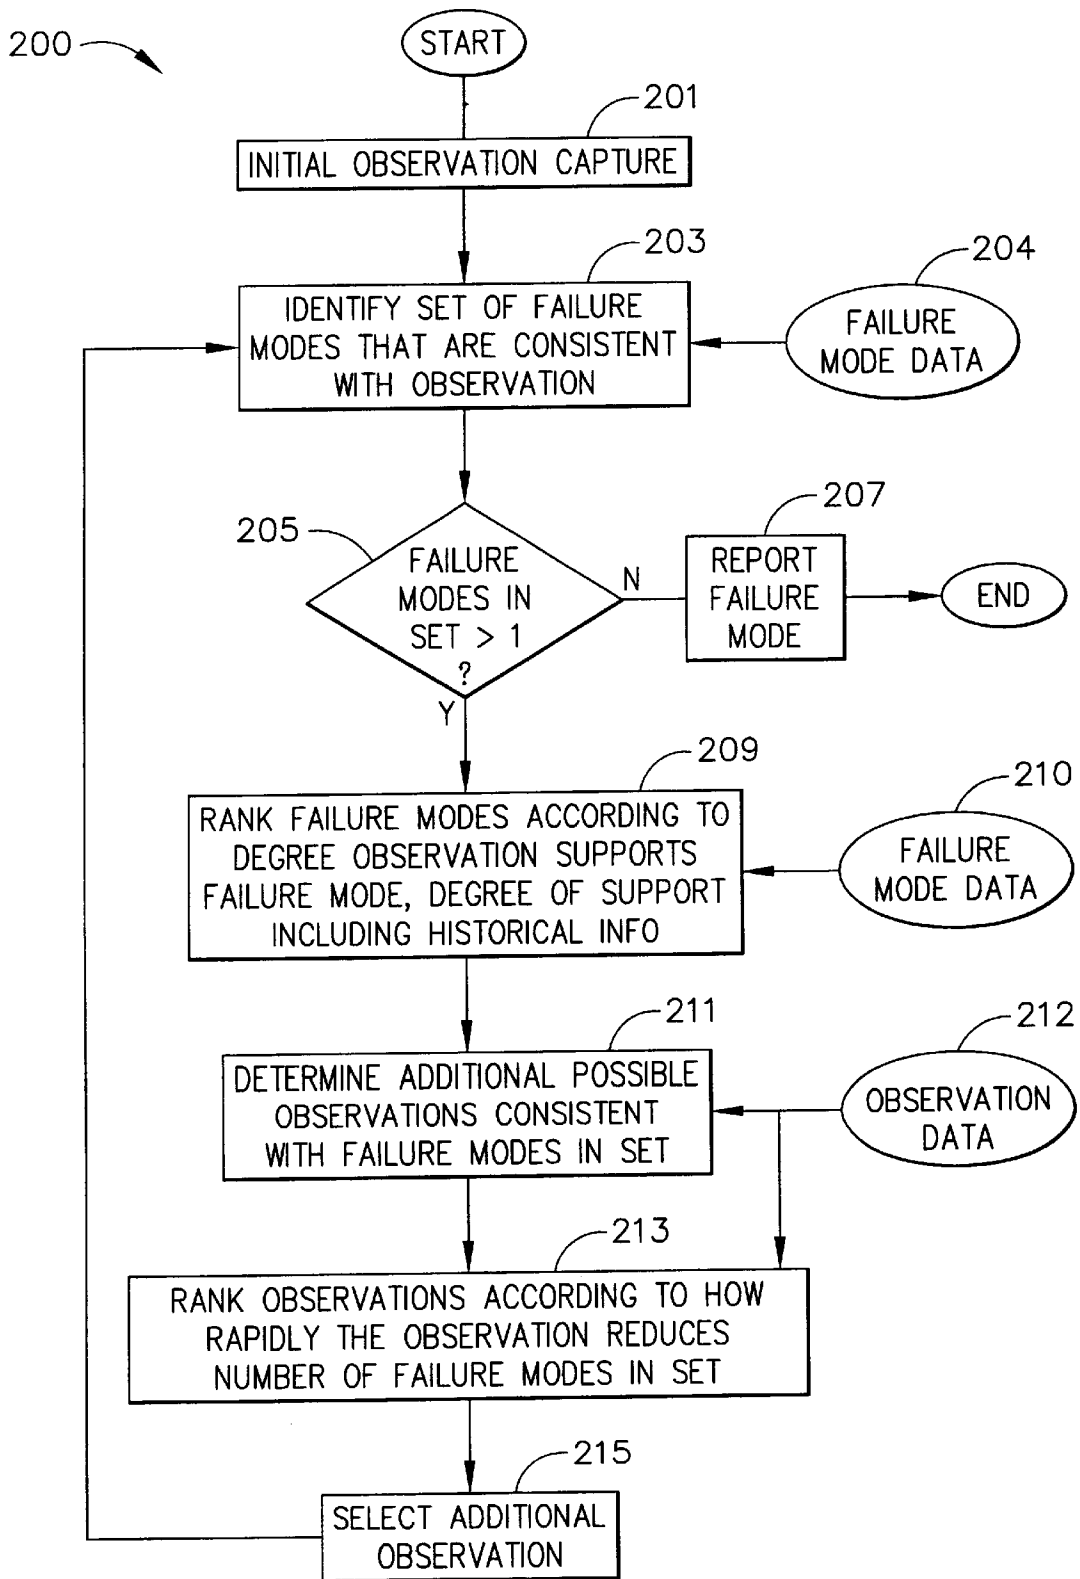 200
START
201
INITIAL OBSERVATION CAPTURE
203
IDENTIFY SET OF FAILURE
MODES THAT ARE CONSISTENT
WITH OBSERVATION
204
FAILURE
MODE DATA
205
FAILURE
MODES IN
SET > 1
?
N
Y
207
REPORT
FAILURE
MODE
END
209
RANK FAILURE MODES ACCORDING TO
DEGREE OBSERVATION SUPPORTS
FAILURE MODE, DEGREE OF SUPPORT
INCLUDING HISTORICAL INFO
210
FAILURE
MODE DATA
211
DETERMINE ADDITIONAL POSSIBLE
OBSERVATIONS CONSISTENT
WITH FAILURE MODES IN SET
212
OBSERVATION
DATA
213
RANK OBSERVATIONS ACCORDING TO HOW
RAPIDLY THE OBSERVATION REDUCES
NUMBER OF FAILURE MODES IN SET
215
SELECT ADDITIONAL
OBSERVATION